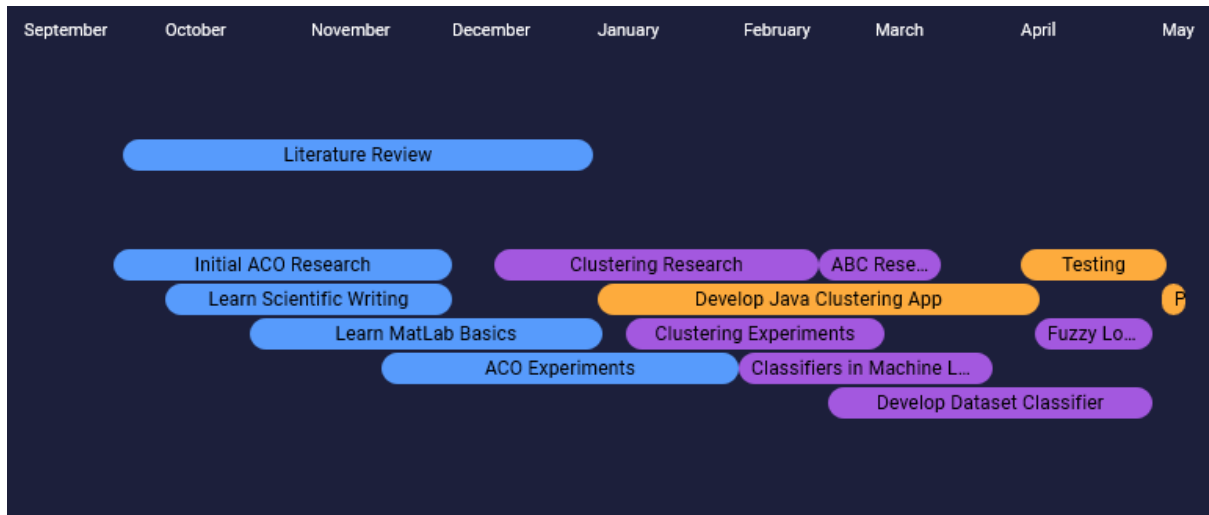 September October November December January February March April May
Literature Review
Initial ACO Research Clustering Research ABC Rese... Testing
Learn Scientific Writing Develop Java Clustering App P
Learn MatLab Basics Clustering Experiments Fuzzy Lo...
ACO Experiments Classifiers in Machine L...
Develop Dataset Classifier